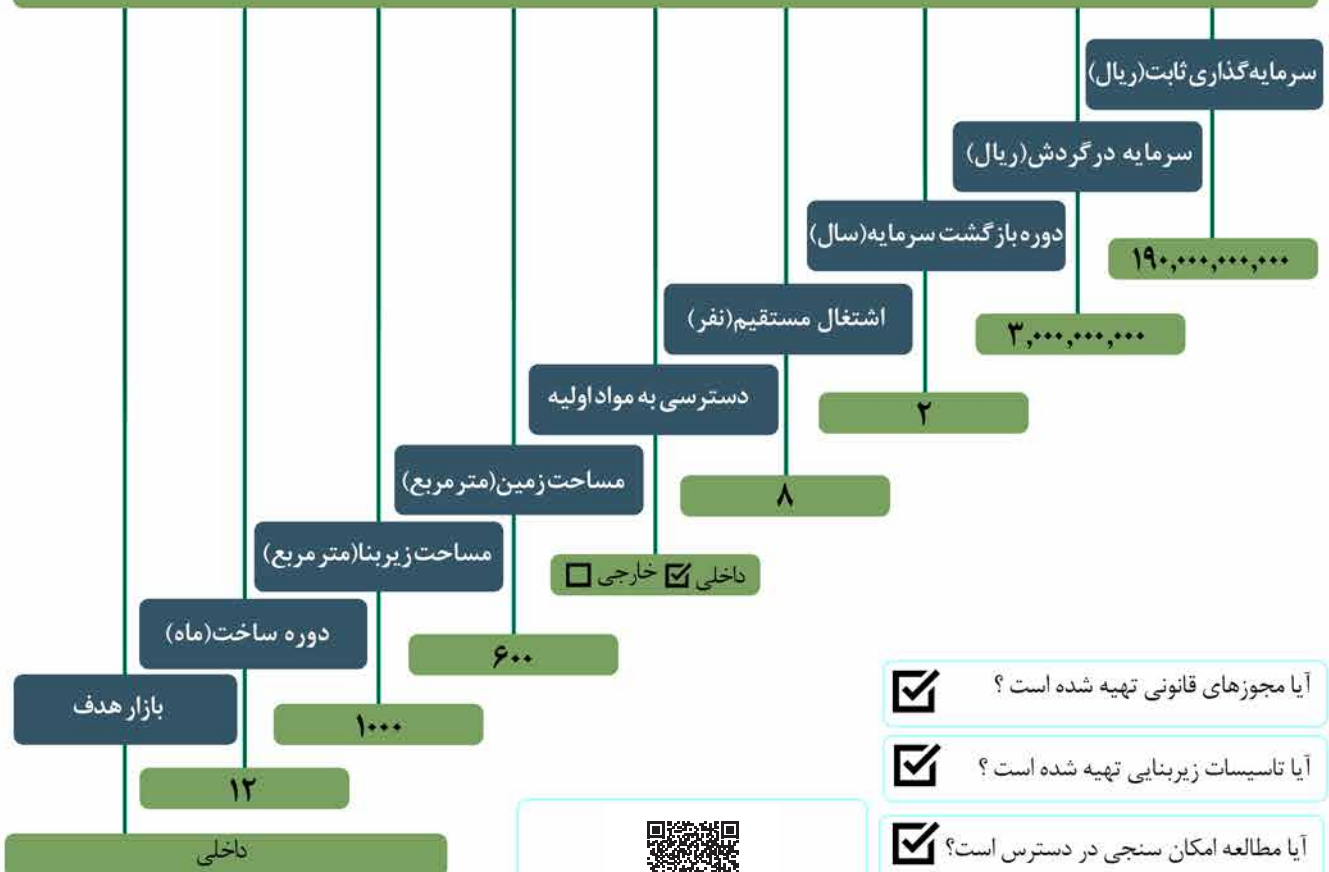 سرمایه‌گذاری ثابت(ریال)
۱۹۰,۰۰۰,۰۰۰,۰۰۰
سرمایه در گردش(ریال)
۳,۰۰۰,۰۰۰,۰۰۰
دوره بازگشت سرمایه(سال)
۲
اشتغال مستقیم(نفر)
۸
دسترسی به مواد اولیه
داخلی ☑ خارجی ☐
مساحت زمین(متر مربع)
۶۰۰
مساحت زیربنا(متر مربع)
۱۰۰۰
دوره ساخت(ماه)
۱۲
بازار هدف
داخلی
آیا مجوزهای قانونی تهیه شده است ؟ ☑
آیا تاسیسات زیربنایی تهیه شده است ؟ ☑
آیا مطالعه امکان سنجی در دسترس است؟ ☑